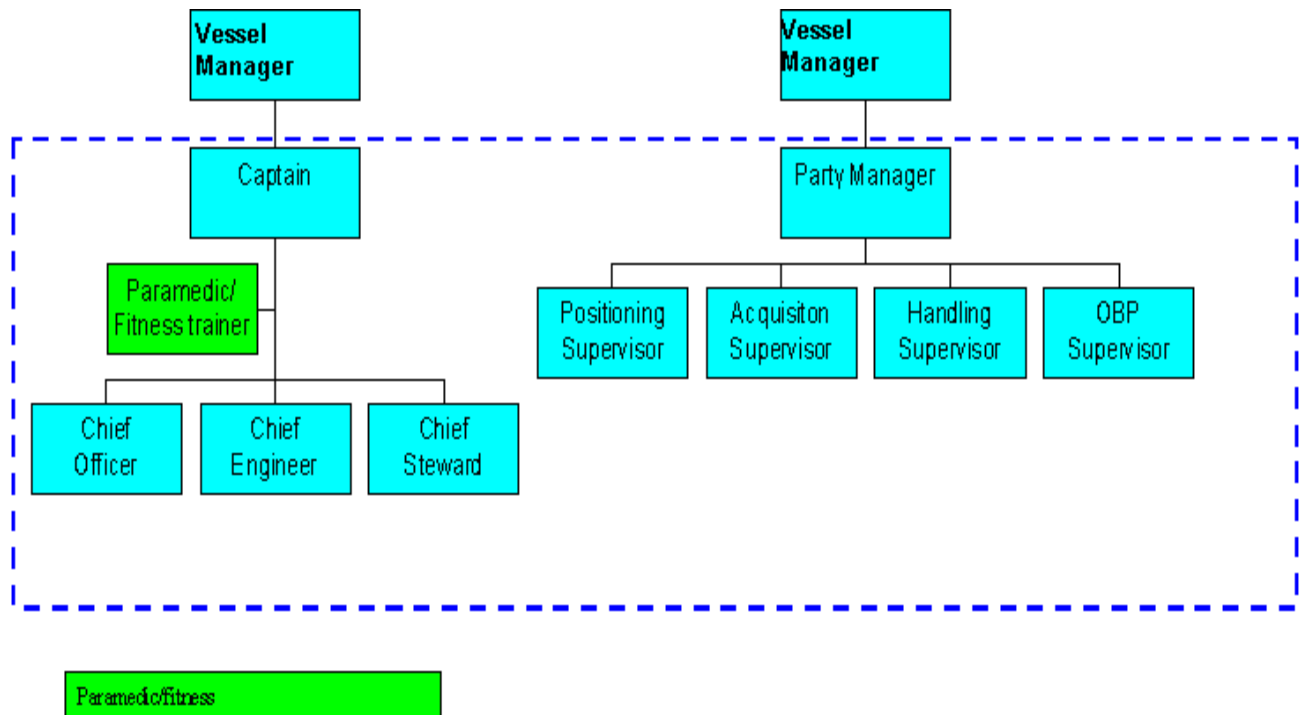 Vessel
Manager
Vessel
Manager
Captain
Party Manager
Paramedic/
Fitness trainer
Positioning
Supervisor
Acquisiton
Supervisor
Handling
Supervisor
OBP
Supervisor
Chief
Officer
Chief
Engineer
Chief
Steward
Paramedic/fitness